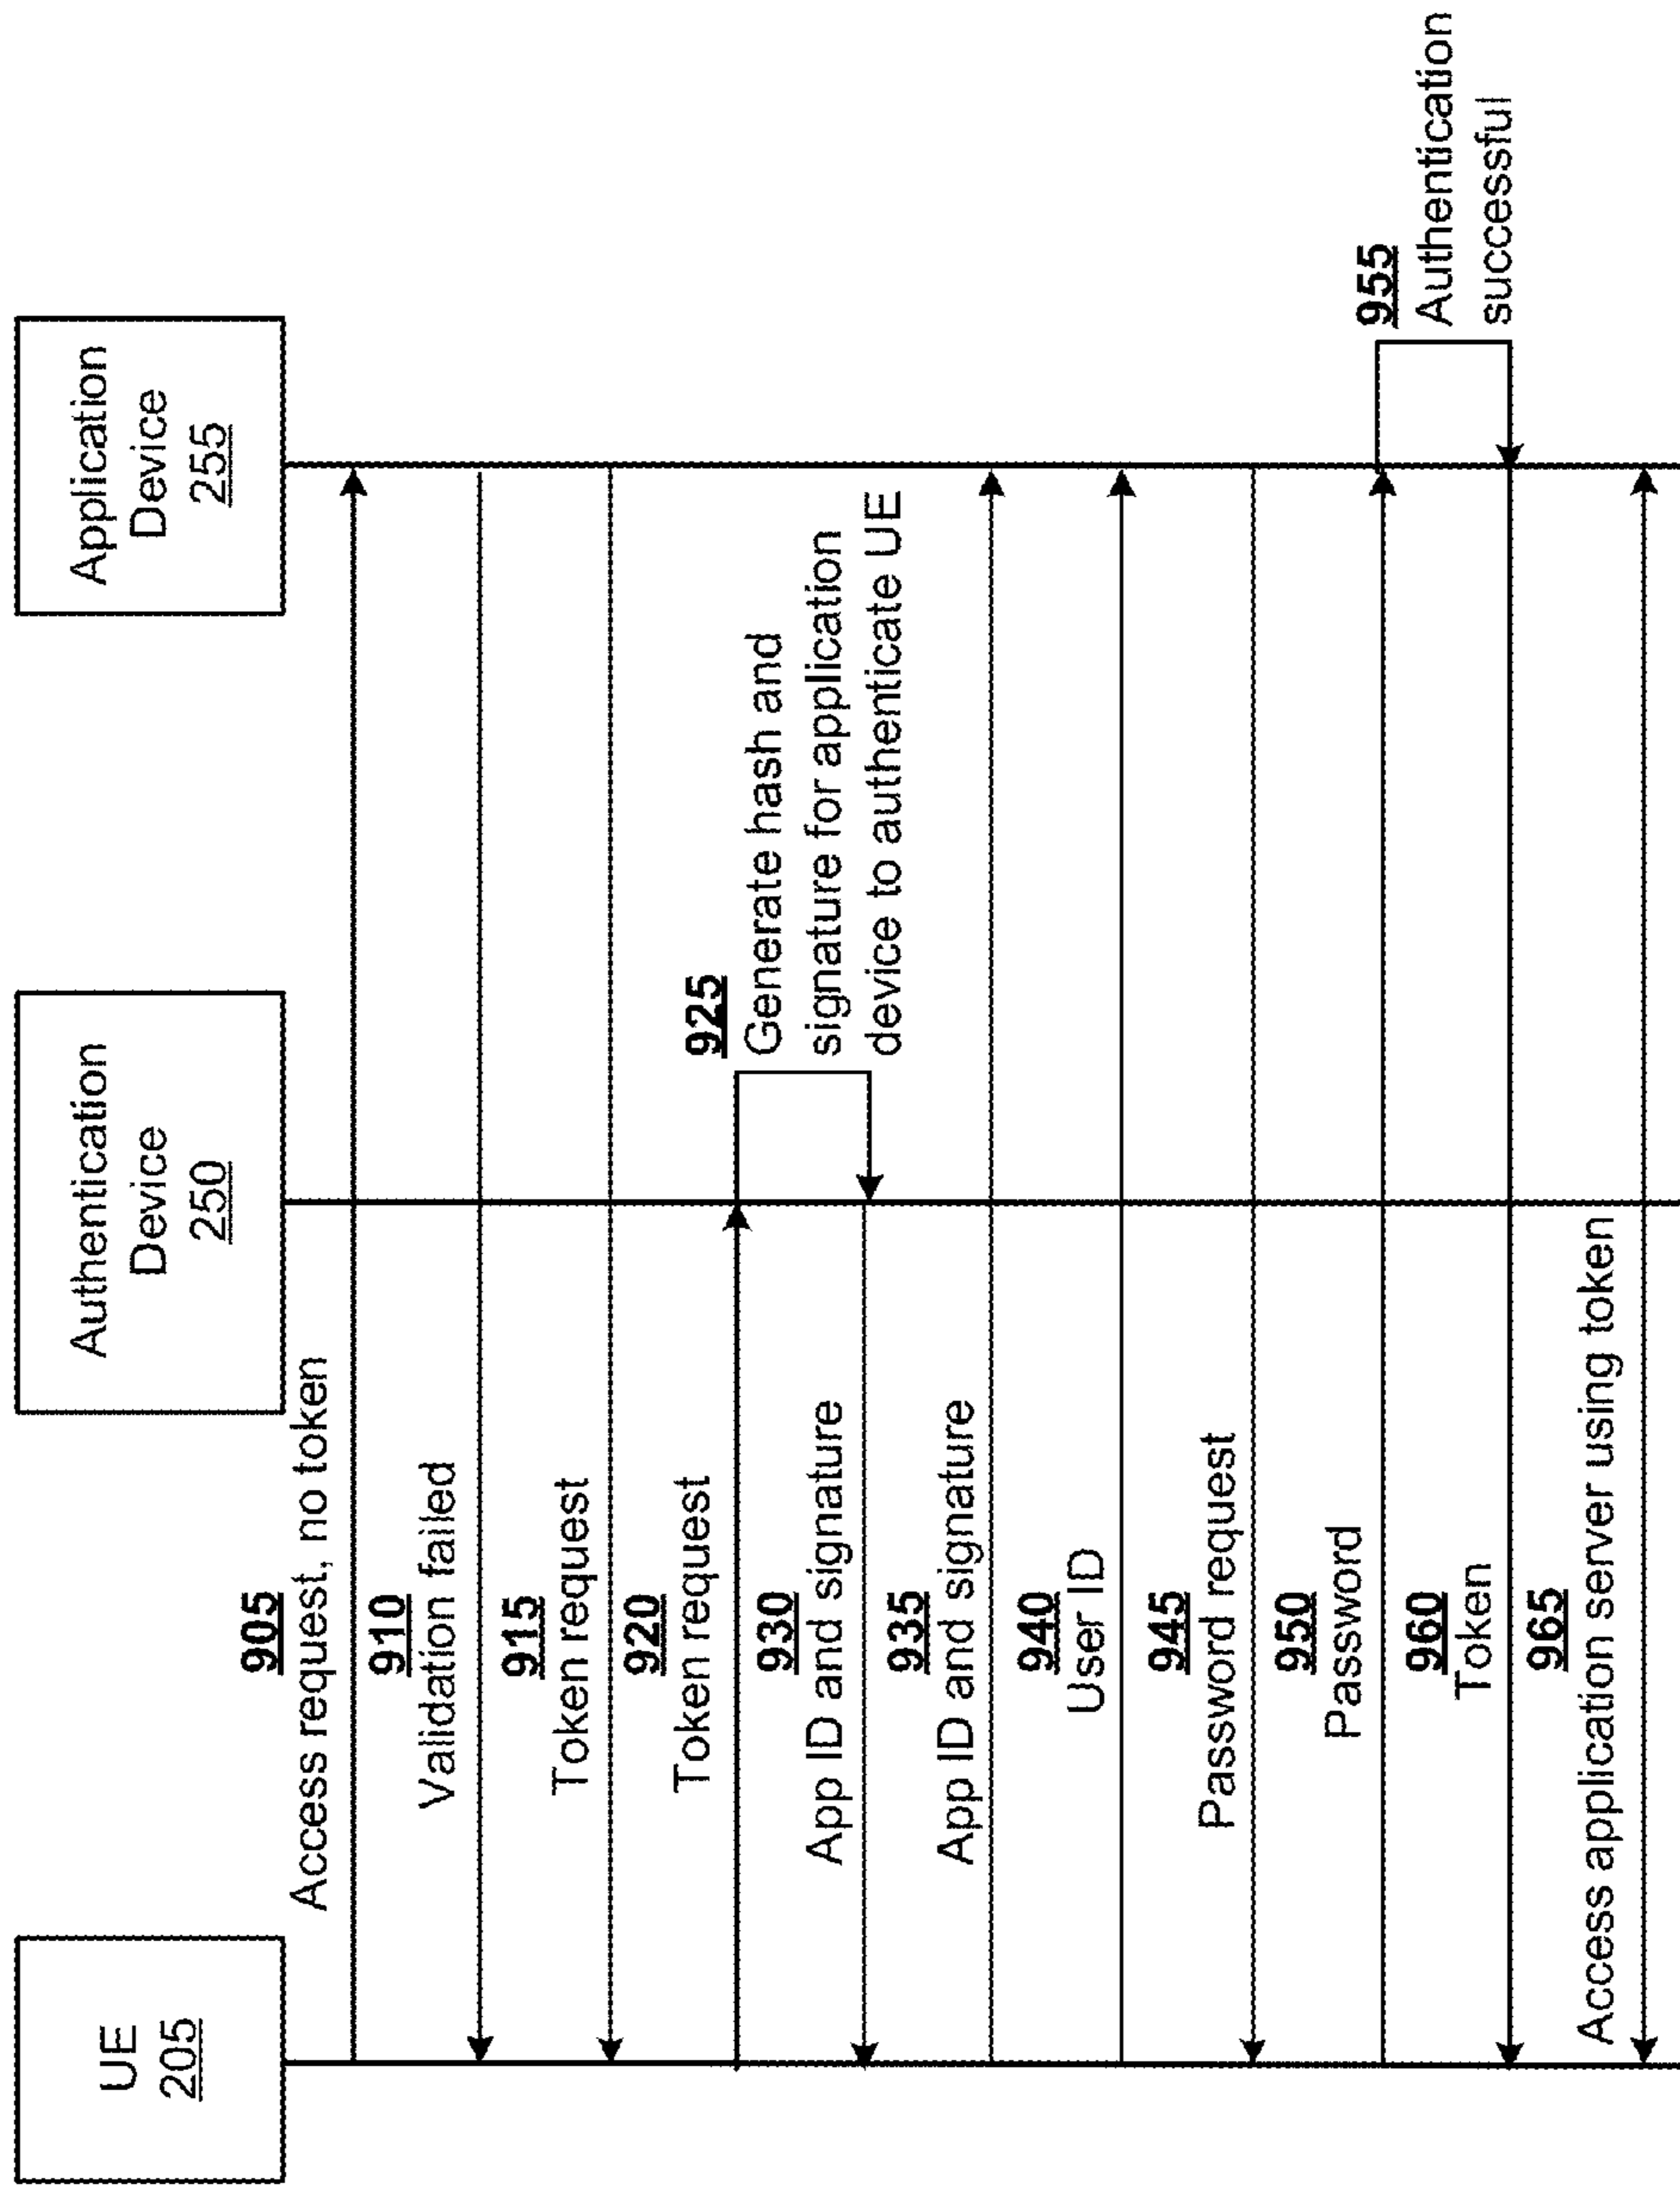 UE
205
Authentication
Device
250
Application
Device
255
905
Access request, no token
910
Validation failed
915
Token request
920
Token request
925
Generate hash and
signature for application
device to authenticate UE
930
App ID and signature
935
App ID and signature
940
User ID
945
Password request
950
Password
955
Authentication
successful
960
Token
965
Access application server using token